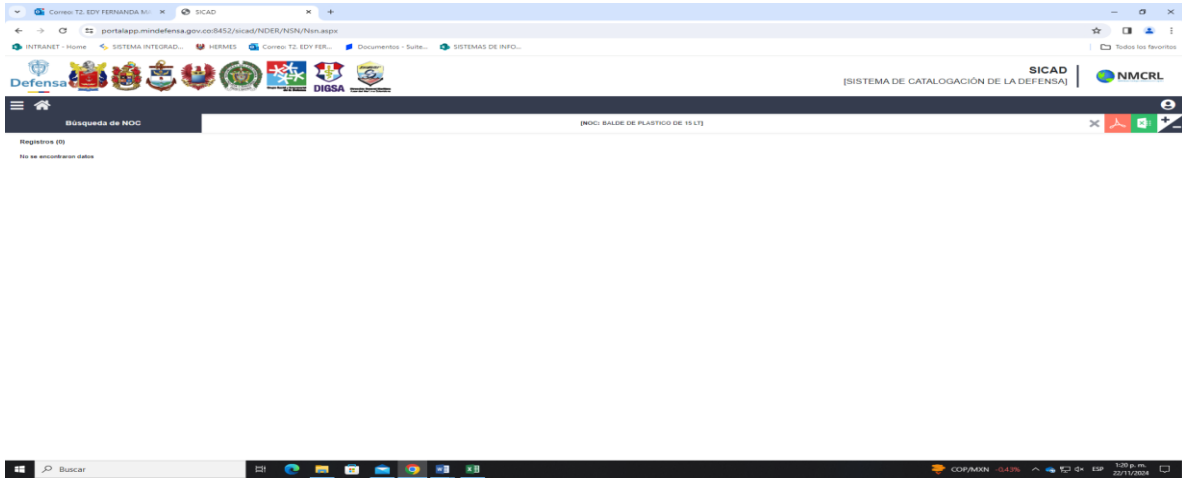 Correo: T2. EDY FERNANDA MA
SICAD
portalapp.mindefensa.gov.co:8452/sicad/NDER/NSN/Nsn.aspx
INTRANET - Home SISTEMA INTEGRAD... HERMES Correo: T2. EDY FER... Documentos - Suite... SISTEMAS DE INFO... Todos los favoritos
Defensa
DIGSA
SICAD
[SISTEMA DE CATALOGACIÓN DE LA DEFENSA]
NMCRL
Búsqueda de NOC
[NOC: BALDE DE PLASTICO DE 15 LT]
Registros (0)
No se encontraron datos
Buscar
COP/MXN -0.43% ESP 1:20 p. m.
22/11/2024